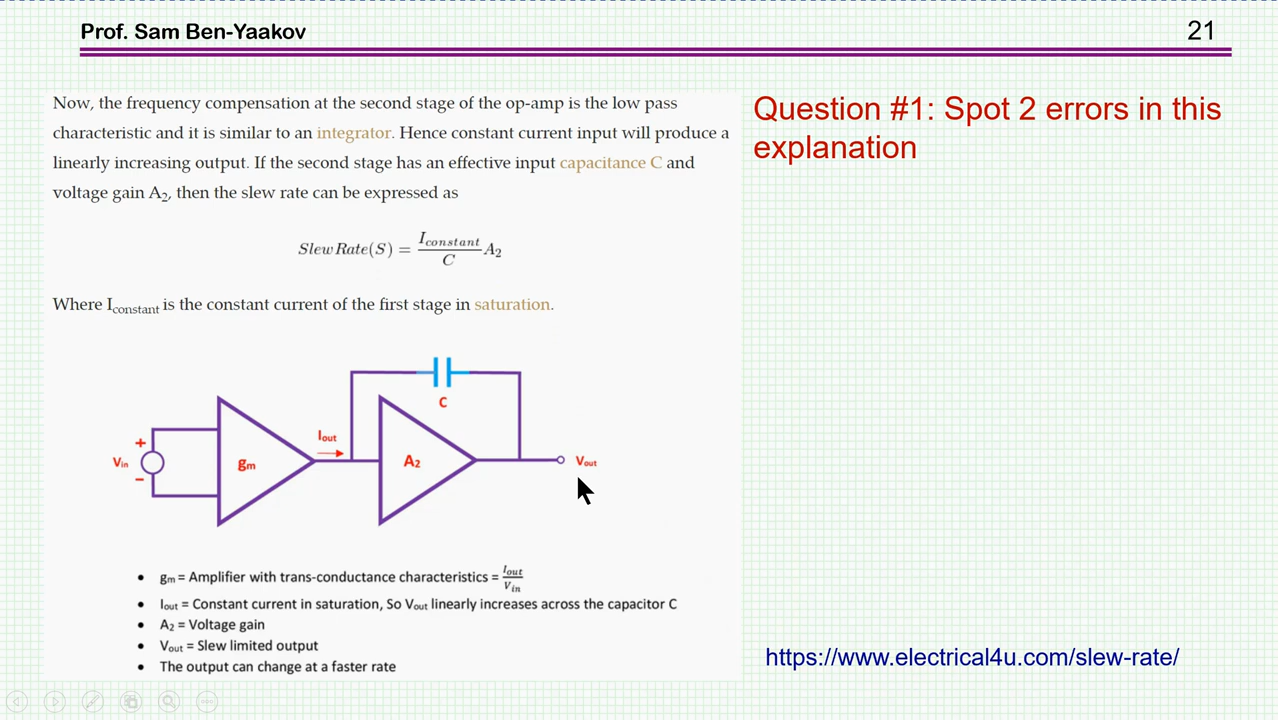 Prof. Sam Ben-Yaakov
21
Now, the frequency compensation at the second stage of the op-amp is the low pass
characteristic and it is similar to an integrator. Hence constant current input will produce a
linearly increasing output. If the second stage has an effective input capacitance C and
voltage gain A₂, then the slew rate can be expressed as
Slew Rate(S) = I_constant/C A₂
Where I_constant is the constant current of the first stage in saturation.
Question #1: Spot 2 errors in this
explanation
C
Iout
+
Vin
-
gm
A₂
Vout
• gm = Amplifier with trans-conductance characteristics = Iout/Vin
• Iout = Constant current in saturation, So Vout linearly increases across the capacitor C
• A₂ = Voltage gain
• Vout = Slew limited output
• The output can change at a faster rate
https://www.electrical4u.com/slew-rate/